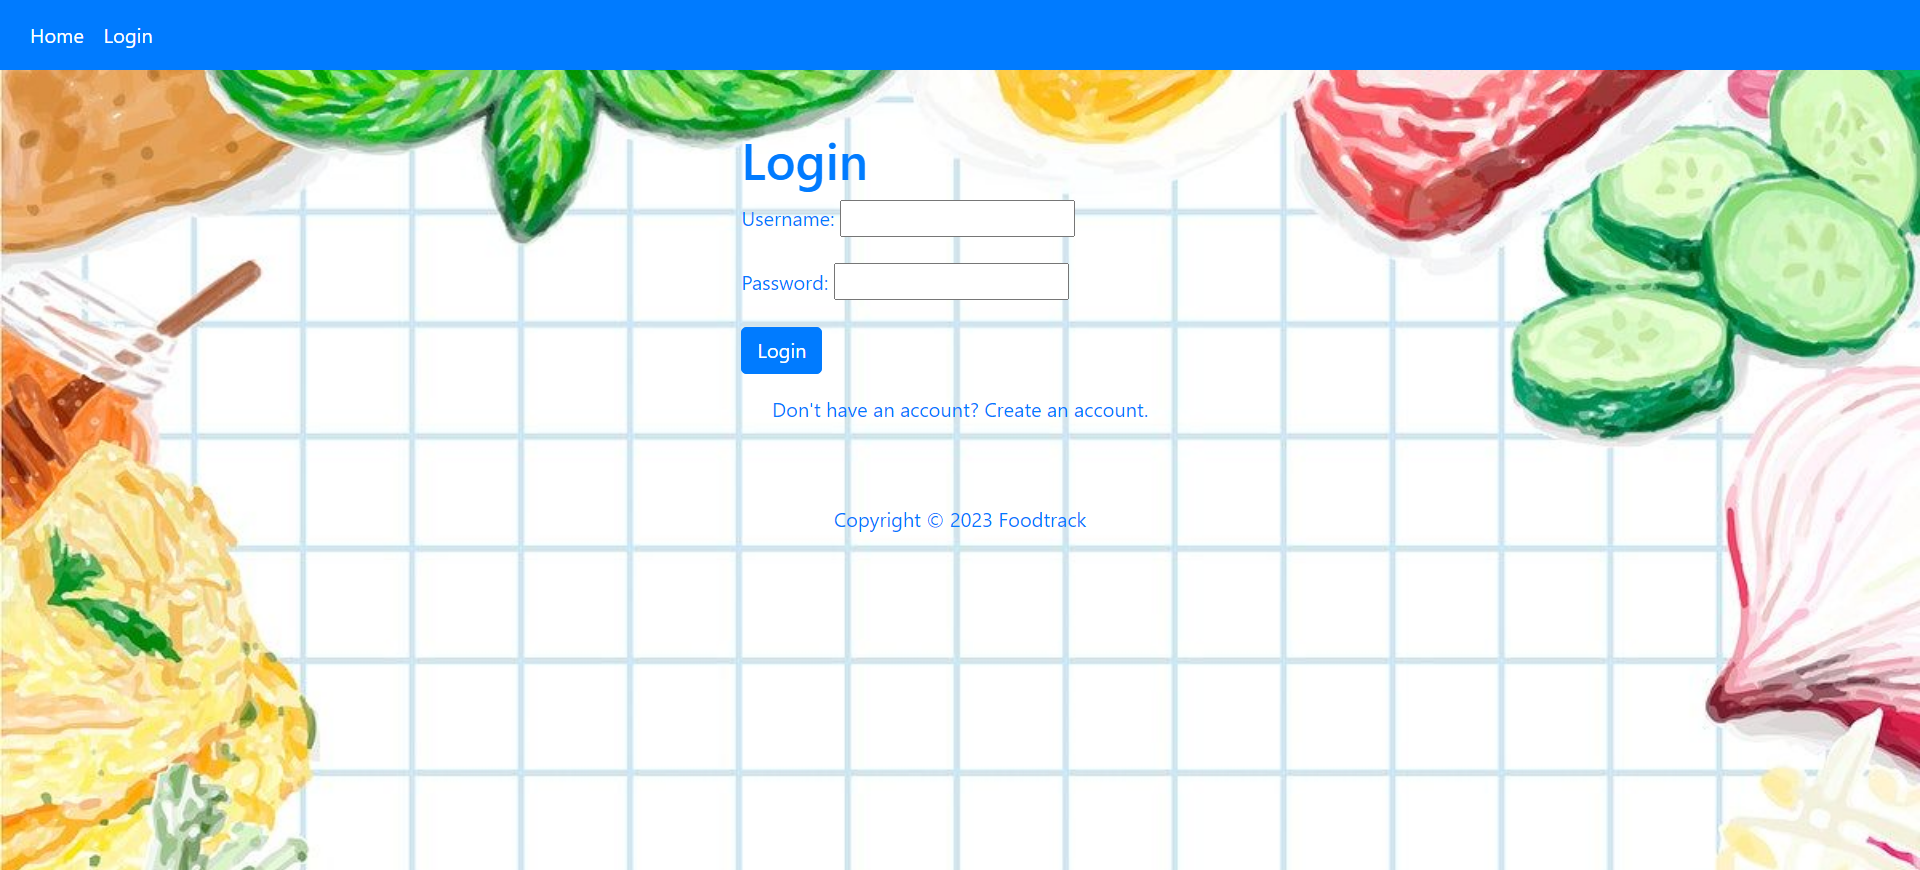 Home Login
Login
Username:
Password:
Login
Don't have an account? Create an account.
Copyright © 2023 Foodtrack